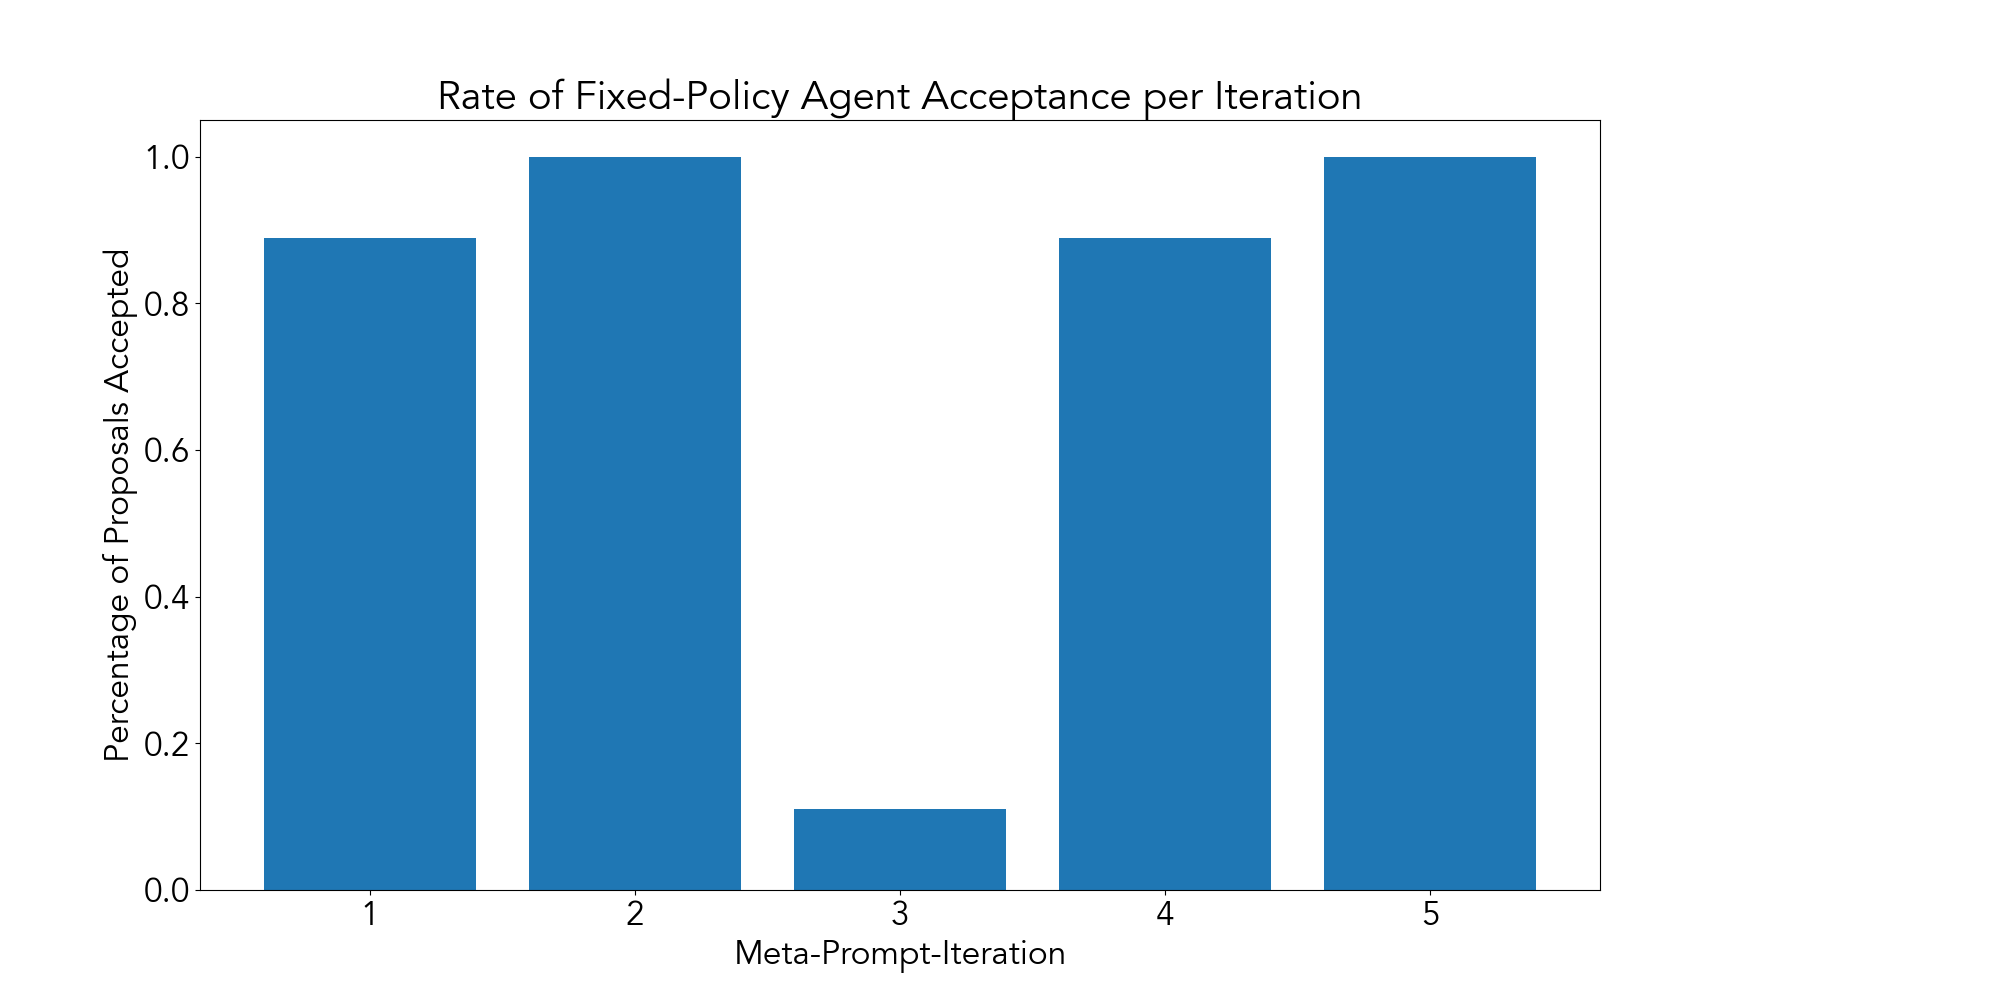 Rate of Fixed-Policy Agent Acceptance per Iteration
Percentage of Proposals Accepted
1.0
0.8
0.6
0.4
0.2
0.0
1 2 3 4 5
Meta-Prompt-Iteration